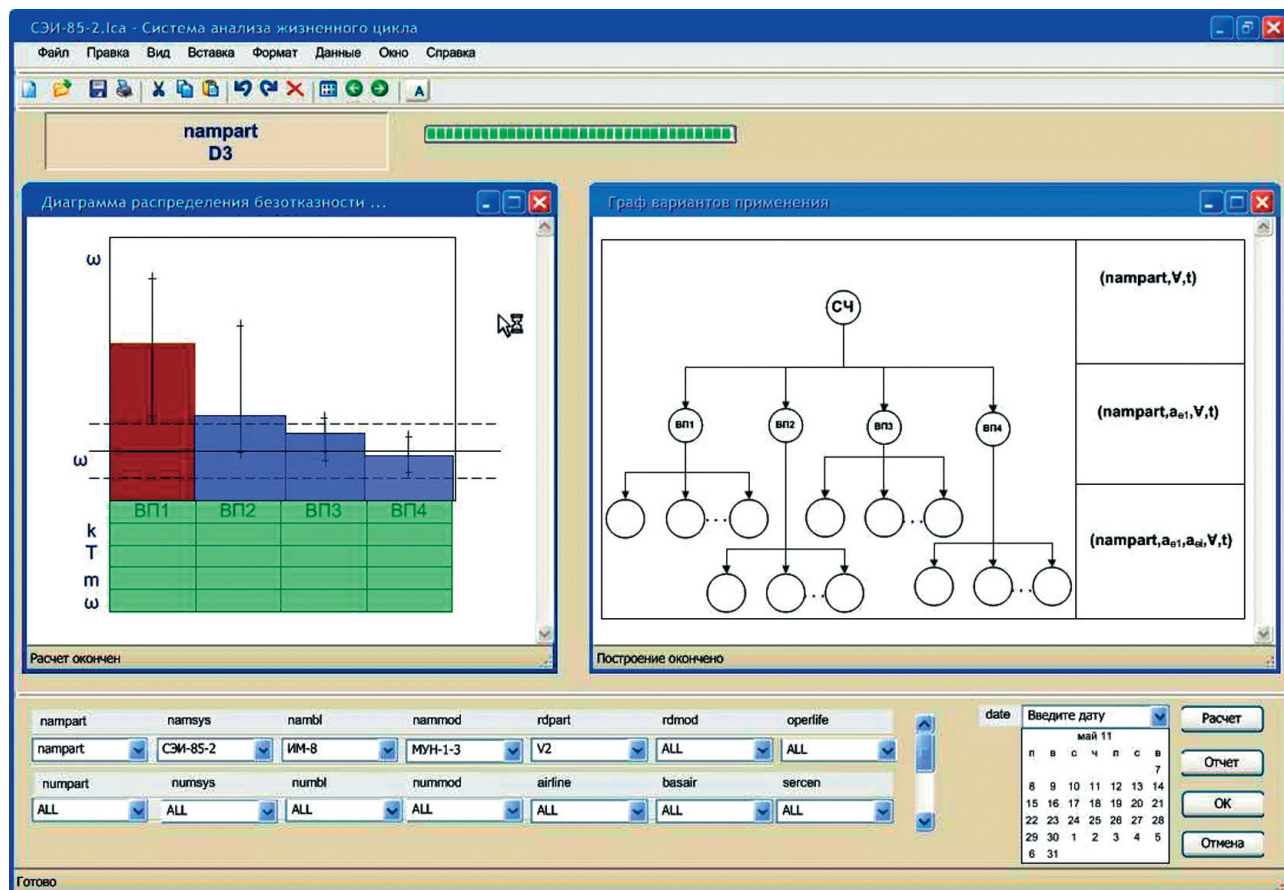 СЭИ-85-2.lca - Система анализа жизненного цикла
Файл Правка Вид Вставка Формат Данные Окно Справка
A
nampart
D3
Диаграмма распределения безотказности ...
ω
ω
ВП1 ВП2 ВП3 ВП4
k
T
m
ω
Расчет окончен
Граф вариантов применения
СЧ
ВП1 ВП2 ВП3 ВП4
...
...
...
...
(nampart,∀,t)
(nampart,aв1,∀,t)
(nampart,aв1,aвi,∀,t)
Построение окончено
nampart namsys nambl nammod rdpart rdmod operlife
nampart СЭИ-85-2 ИМ-8 МУН-1-3 V2 ALL ALL
numpart numsys numbl nummod airline basair sercen
ALL ALL ALL ALL ALL ALL ALL
date Введите дату
май 11
п в с ч п с в
7
8 9 10 11 12 13 14
15 16 17 18 19 20 21
22 23 24 25 26 27 28
29 30 1 2 3 4 5
6 31
Расчет
Отчет
ОК
Отмена
Готово